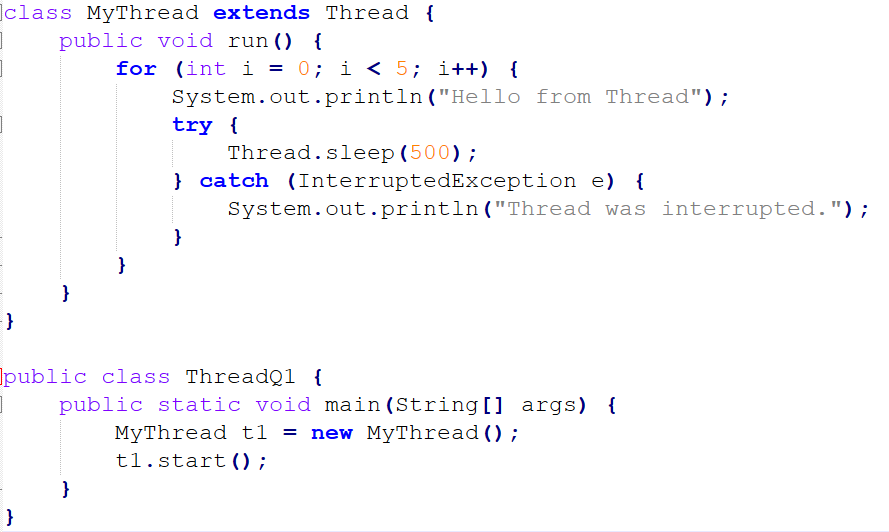 class MyThread extends Thread {
    public void run() {
        for (int i = 0; i < 5; i++) {
            System.out.println("Hello from Thread");
            try {
                Thread.sleep(500);
            } catch (InterruptedException e) {
                System.out.println("Thread was interrupted.");
            }
        }
    }
}

public class ThreadQ1 {
    public static void main(String[] args) {
        MyThread t1 = new MyThread();
        t1.start();
    }
}